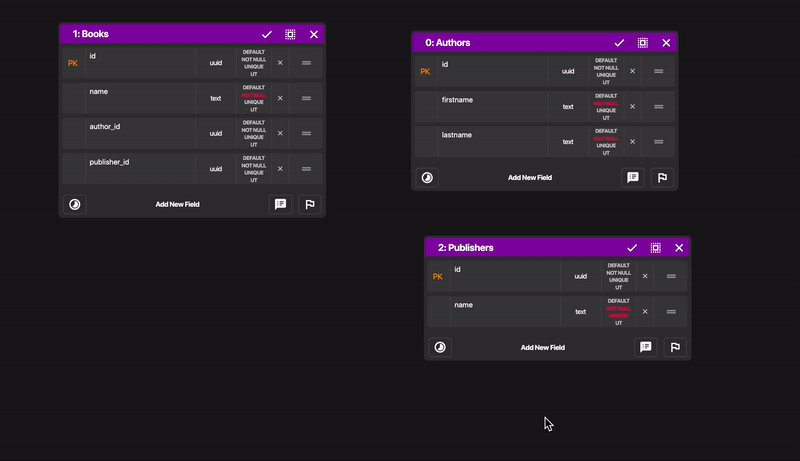 1: Books
PK
id
uuid
DEFAULT
NOT NULL
UNIQUE
UT
name
text
DEFAULT
NOT NULL
UNIQUE
UT
author_id
uuid
DEFAULT
NOT NULL
UNIQUE
UT
publisher_id
uuid
DEFAULT
NOT NULL
UNIQUE
UT
Add New Field
0: Authors
PK
id
uuid
DEFAULT
NOT NULL
UNIQUE
UT
firstname
text
DEFAULT
NOT NULL
UNIQUE
UT
lastname
text
DEFAULT
NOT NULL
UNIQUE
UT
Add New Field
2: Publishers
PK
id
uuid
DEFAULT
NOT NULL
UNIQUE
UT
name
text
DEFAULT
NOT NULL
UNIQUE
UT
Add New Field